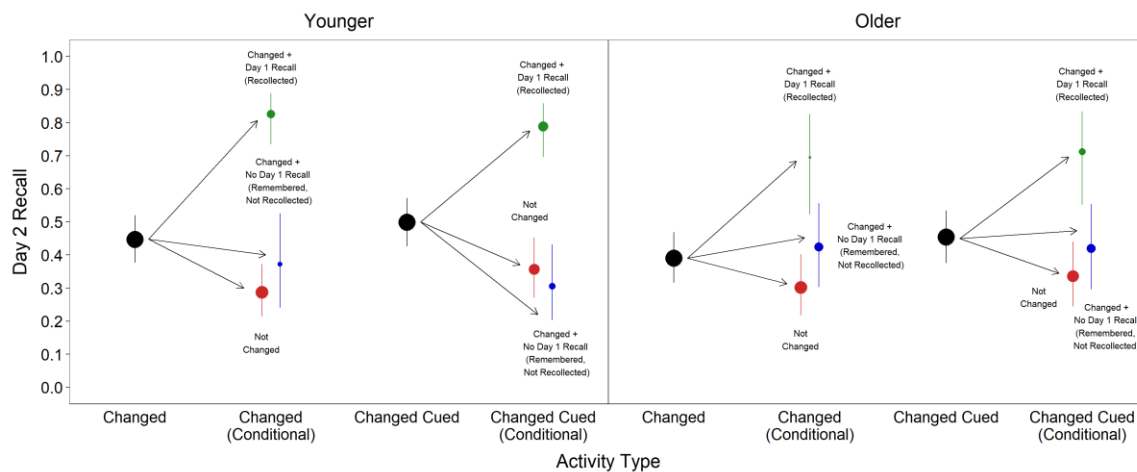 Younger
Older
Day 2 Recall
1.0
0.9
0.8
0.7
0.6
0.5
0.4
0.3
0.2
0.1
0.0
Changed +
Day 1 Recall
(Recollected)
Changed +
No Day 1 Recall
(Remembered,
Not Recollected)
Not
Changed
Changed +
Day 1 Recall
(Recollected)
Not
Changed
Changed +
No Day 1 Recall
(Remembered,
Not Recollected)
Changed +
Day 1 Recall
(Recollected)
Changed +
No Day 1 Recall
(Remembered,
Not Recollected)
Not
Changed
Changed +
Day 1 Recall
(Recollected)
Not
Changed
Changed +
No Day 1 Recall
(Remembered,
Not Recollected)
Changed
Changed
(Conditional)
Changed Cued
Changed Cued
(Conditional)
Changed
Changed
(Conditional)
Changed Cued
Changed Cued
(Conditional)
Activity Type